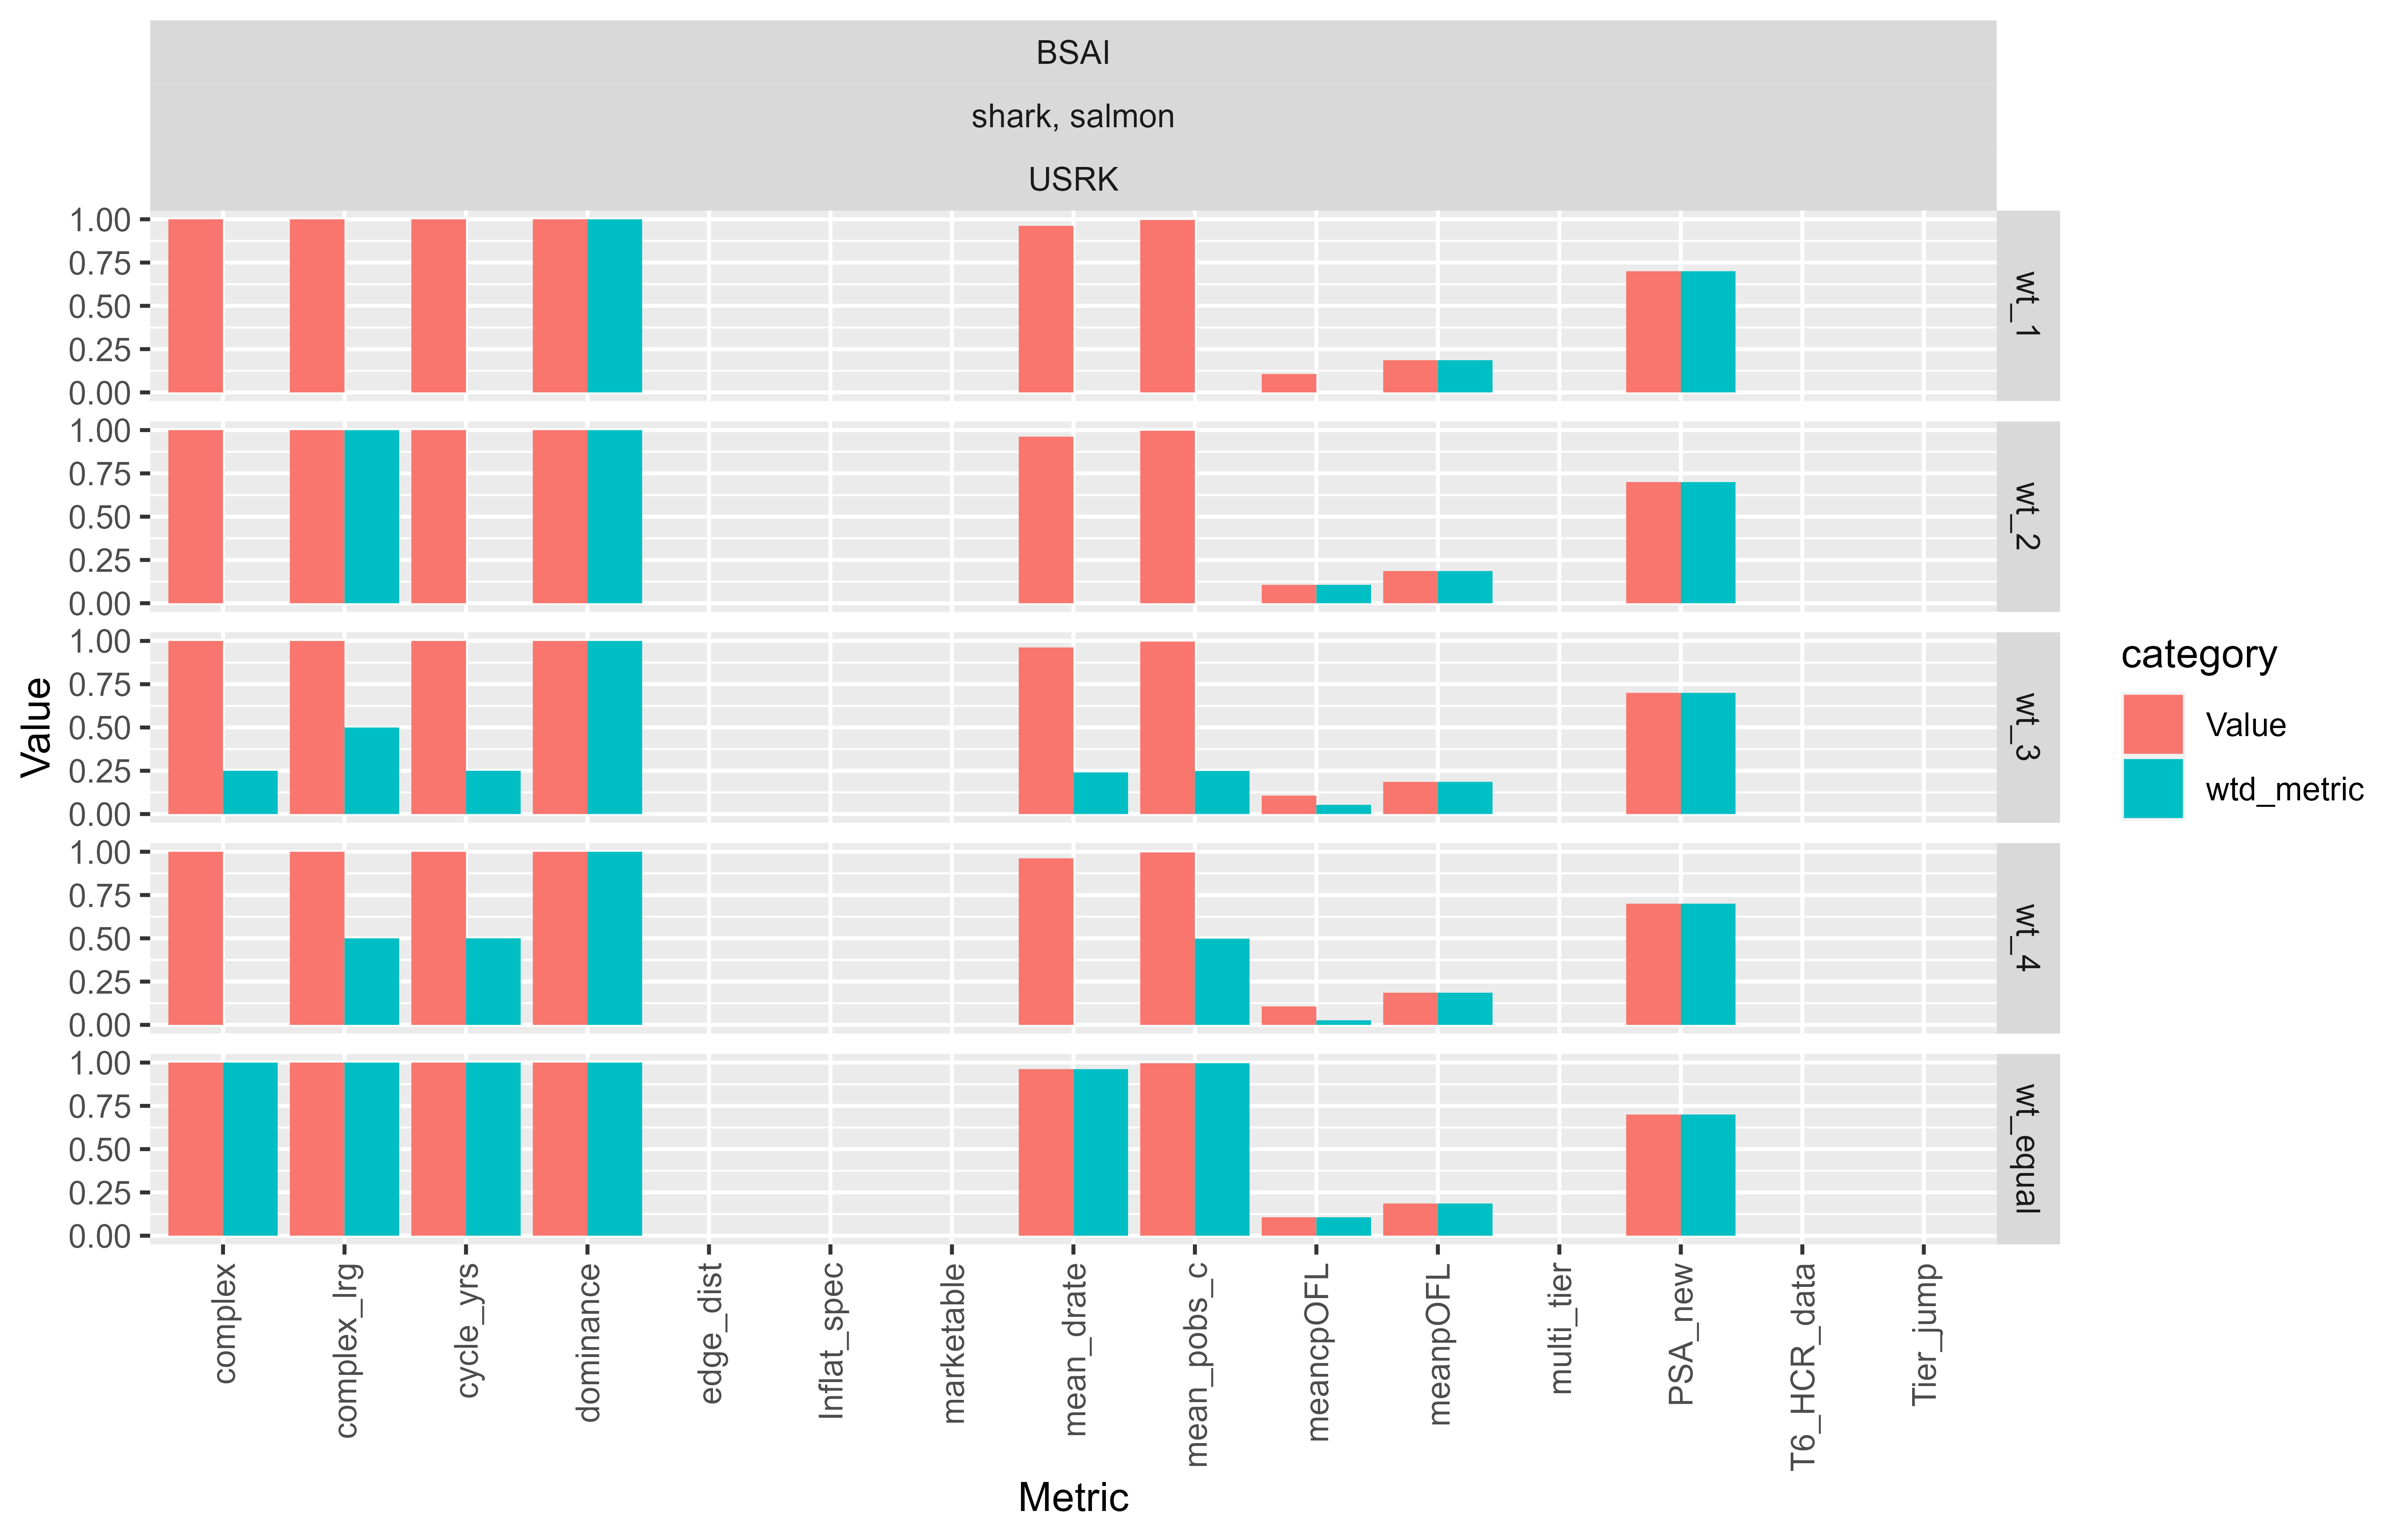 BSAI
shark, salmon
USRK
1.00
0.75
0.50
0.25
0.00
wt_1
1.00
0.75
0.50
0.25
0.00
wt_2
1.00
0.75
0.50
0.25
0.00
wt_3
1.00
0.75
0.50
0.25
0.00
wt_4
1.00
0.75
0.50
0.25
0.00
wt_equal
Value
complex
complex_lrg
cycle_yrs
dominance
edge_dist
Inflat_spec
marketable
mean_drate
mean_pobs_c
meancpOFL
meanpOFL
multi_tier
PSA_new
T6_HCR_data
Tier_jump
Metric
category
Value
wtd_metric